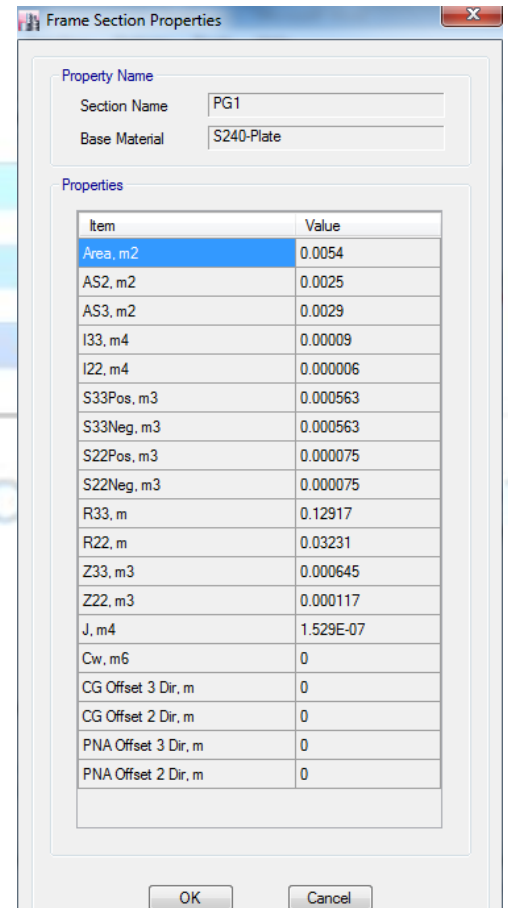 Frame Section Properties
Property Name
Section Name PG1
Base Material S240-Plate
Properties
Item Value
Area, m2 0.0054
AS2, m2 0.0025
AS3, m2 0.0029
I33, m4 0.00009
I22, m4 0.000006
S33Pos, m3 0.000563
S33Neg, m3 0.000563
S22Pos, m3 0.000075
S22Neg, m3 0.000075
R33, m 0.12917
R22, m 0.03231
Z33, m3 0.000645
Z22, m3 0.000117
J, m4 1.529E-07
Cw, m6 0
CG Offset 3 Dir, m 0
CG Offset 2 Dir, m 0
PNA Offset 3 Dir, m 0
PNA Offset 2 Dir, m 0
OK Cancel